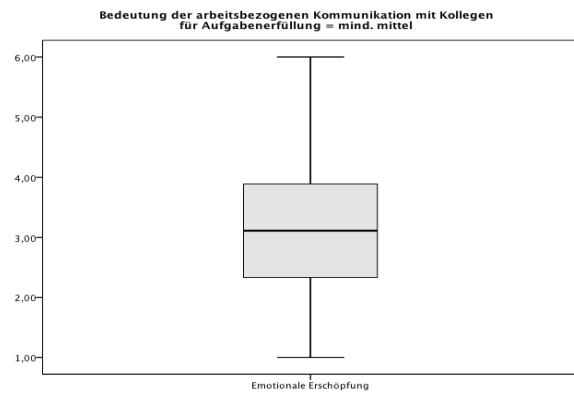 Bedeutung der arbeitsbezogenen Kommunikation mit Kollegen
für Aufgabenerfüllung = mind. mittel
6,00
5,00
4,00
3,00
2,00
1,00
Emotionale Erschöpfung